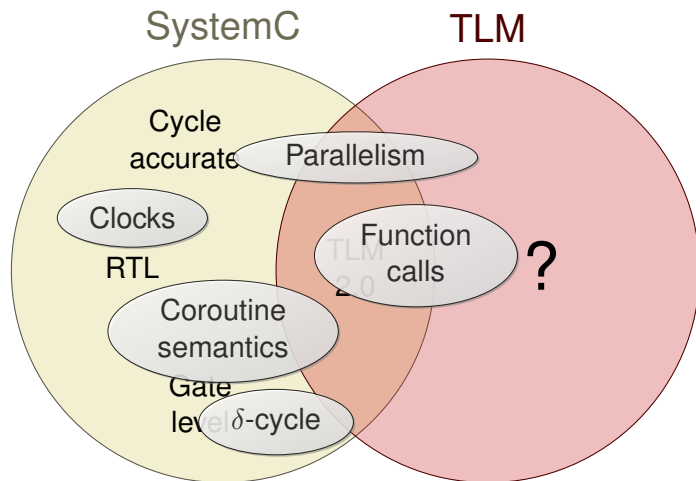 SystemC
TLM
Cycle
accurate
Parallelism
Clocks
Function
calls
TLM
2.0
?
RTL
Coroutine
semantics
Gate
level
δ-cycle